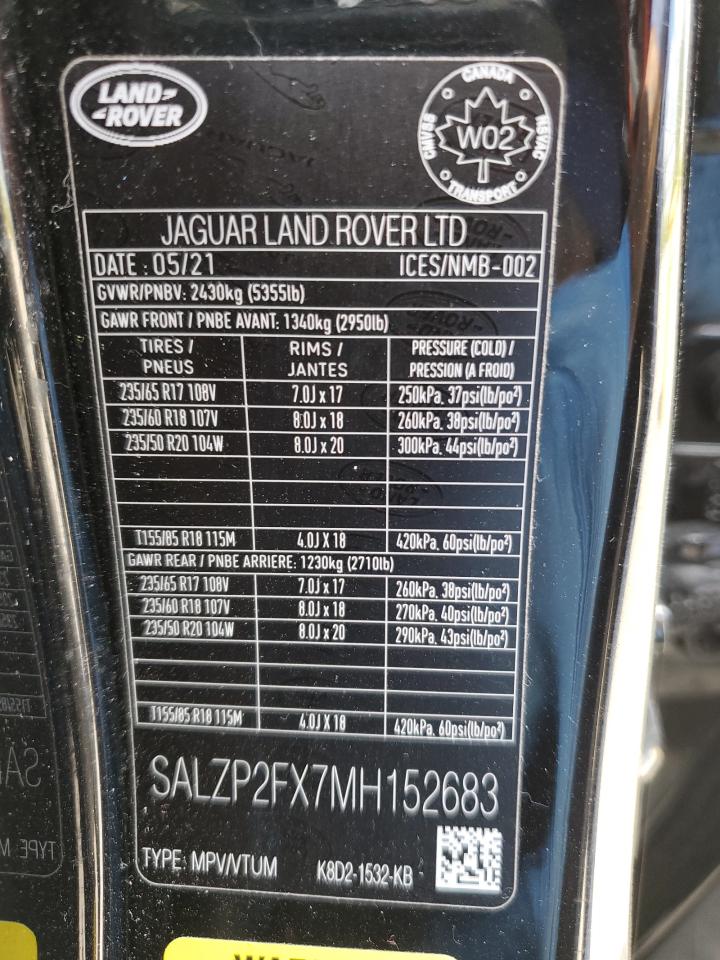 LAND-
-ROVER
CANADA
CMVSS
W02
NSVAC
TRANSPORT
JAGUAR LAND ROVER LTD
DATE : 05/21 ICES/NMB-002
GVWR/PNBV: 2430kg (5355lb)
GAWR FRONT / PNBE AVANT: 1340kg (2950lb)
TIRES / RIMS / PRESSURE (COLD) /
PNEUS JANTES PRESSION (A FROID)
235/65 R17 108V 7.0J x 17 250kPa, 37psi(lb/po²)
235/60 R18 107V 8.0J x 18 260kPa, 38psi(lb/po²)
235/50 R20 104W 8.0J x 20 300kPa, 44psi(lb/po²)
T155/85 R18 115M 4.0J X 18 420kPa, 60psi(lb/po²)
GAWR REAR / PNBE ARRIERE: 1230kg (2710lb)
235/65 R17 108V 7.0J x 17 260kPa, 38psi(lb/po²)
235/60 R18 107V 8.0J x 18 270kPa, 40psi(lb/po²)
235/50 R20 104W 8.0J x 20 290kPa, 43psi(lb/po²)
T155/85 R18 115M 4.0J X 18 420kPa, 60psi(lb/po²)
SALZP2FX7MH152683
TYPE: MPV/VTUM K8D2-1532-KB